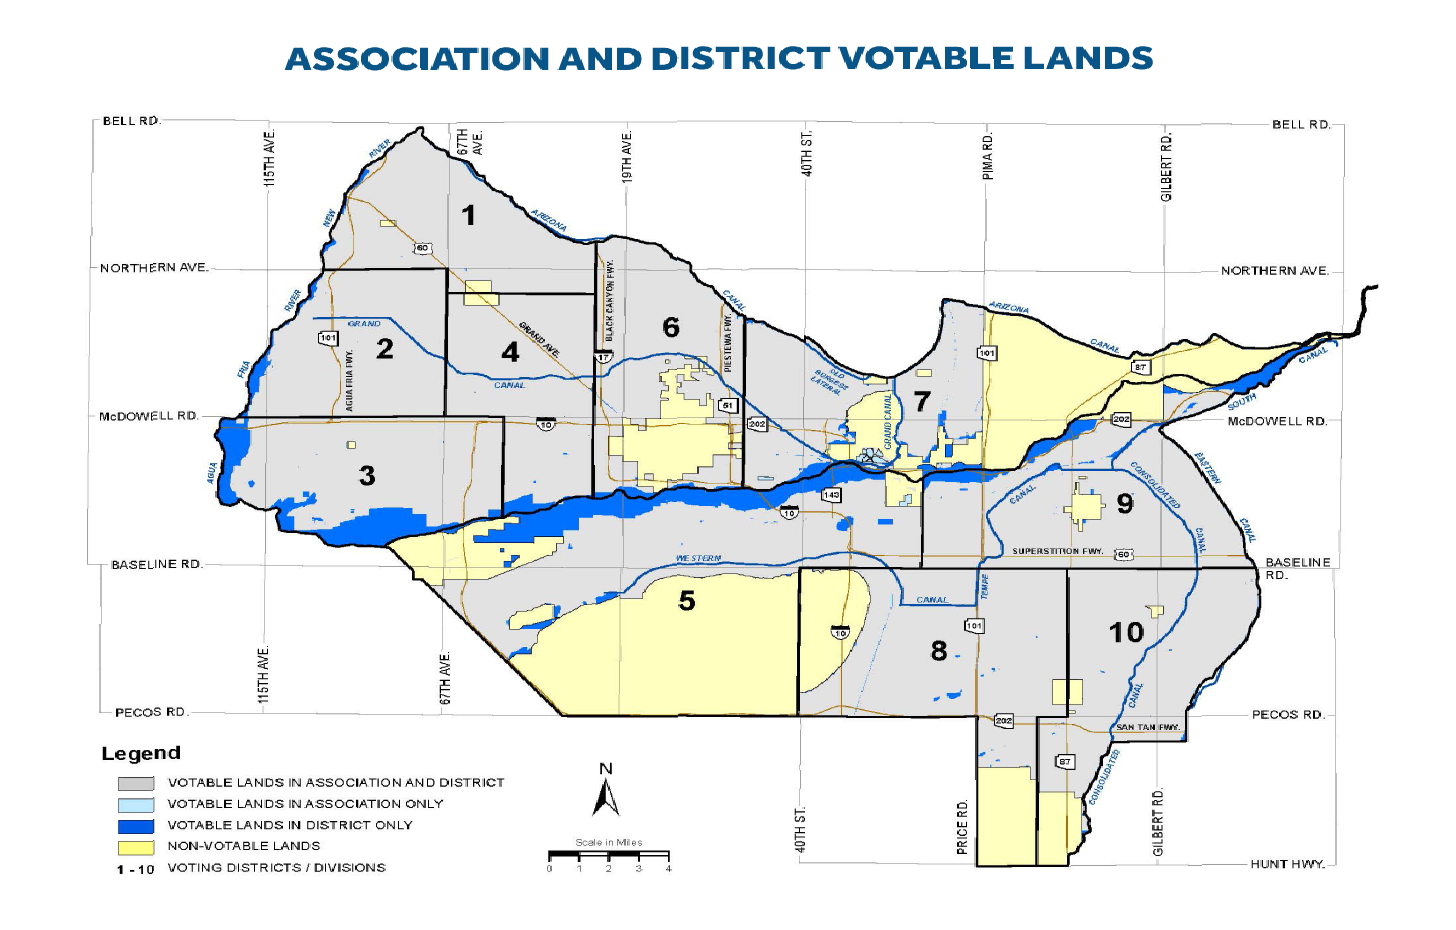 ASSOCIATION AND DISTRICT VOTABLE LANDS
BELL RD.
BELL RD.
115TH AVE.
67TH AVE.
19TH AVE.
40TH ST.
PIMA RD.
GILBERT RD.
RIVER
NEW
1
ARIZONA
60
NORTHERN AVE.
NORTHERN AVE.
BLACK CANYON FWY.
RIVER
CANAL
ARIZONA
GRAND
101
2
GRAND AVE.
4
17
6
PIESTEWA FWY.
CANAL
101
87
CANAL
AGUA FRIA FWY.
FRIA
CANAL
OLD BURGESS LATERAL
51
GRAND CANAL
7
SOUTH
McDOWELL RD.
McDOWELL RD.
10
202
202
AGUA
3
EASTERN
CONSOLIDATED
143
10
CANAL
9
CANAL
CANAL
WESTERN
SUPERSTITION FWY.
60
BASELINE RD.
BASELINE
RD.
5
CANAL
TEMPE
10
101
8
10
115TH AVE.
67TH AVE.
CANAL
PECOS RD.
PECOS RD.
202
SAN TAN FWY.
87
CONSOLIDATED
40TH ST.
PRICE RD.
GILBERT RD.
HUNT HWY.
Legend
VOTABLE LANDS IN ASSOCIATION AND DISTRICT
VOTABLE LANDS IN ASSOCIATION ONLY
VOTABLE LANDS IN DISTRICT ONLY
NON-VOTABLE LANDS
1 - 10 VOTING DISTRICTS / DIVISIONS
N
Scale in Miles
0 1 2 3 4